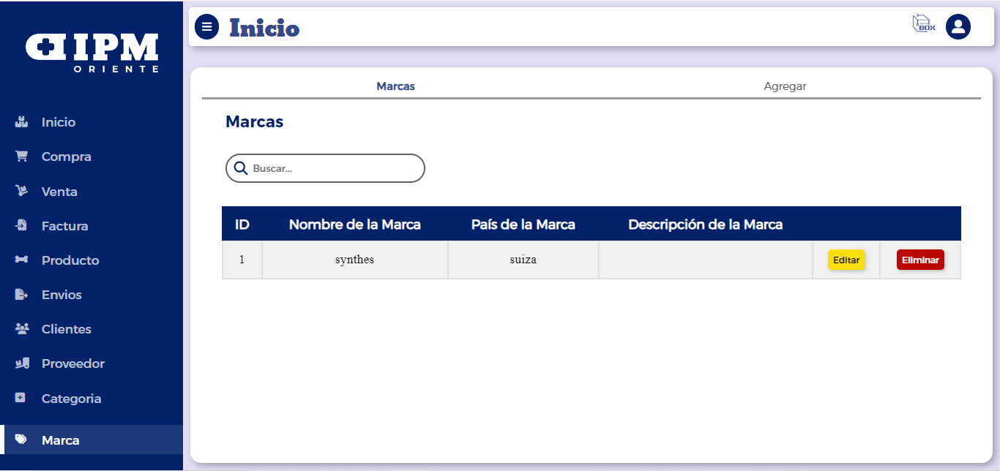 IPM
ORIENTE
Inicio
Compra
Venta
Factura
Producto
Envios
Clientes
Proveedor
Categoria
Marca
Inicio
BOX
Marcas Agregar
Marcas
Buscar...
ID Nombre de la Marca País de la Marca Descripción de la Marca
1 synthes suiza Editar Eliminar